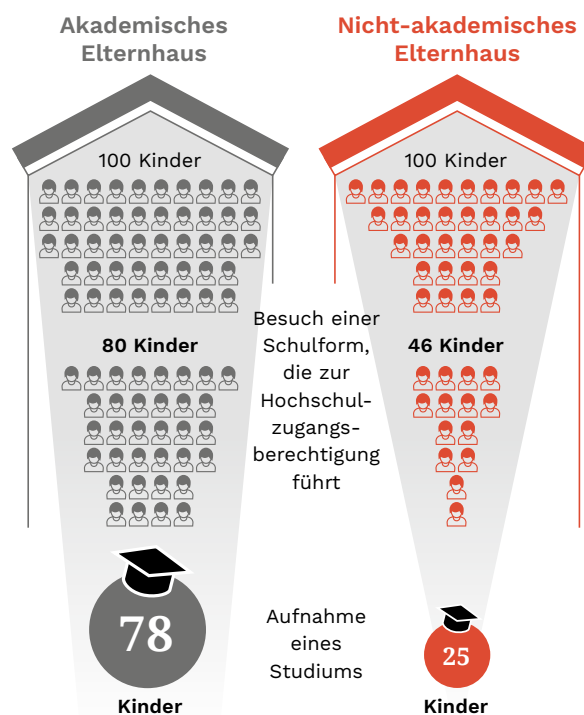 Akademisches
Elternhaus
Nicht-akademisches
Elternhaus
100 Kinder
100 Kinder
80 Kinder
Besuch einer
Schulform,
die zur
Hochschul-
zugangs-
berechtigung
führt
46 Kinder
78
Kinder
Aufnahme
eines
Studiums
25
Kinder